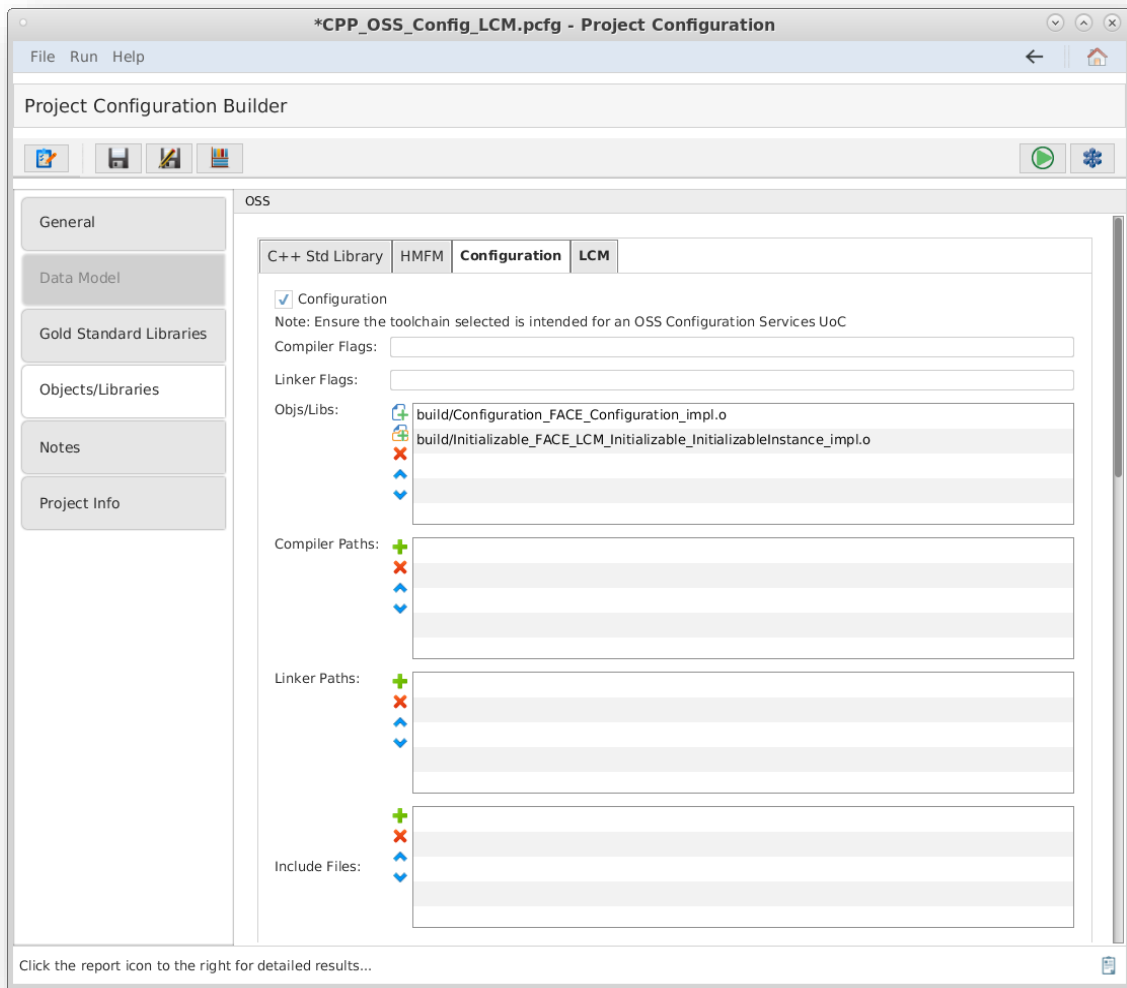 *CPP_OSS_Config_LCM.pcfg - Project Configuration
File Run Help
Project Configuration Builder
General
Data Model
Gold Standard Libraries
Objects/Libraries
Notes
Project Info
OSS
C++ Std Library HMFM Configuration LCM
Configuration
Note: Ensure the toolchain selected is intended for an OSS Configuration Services UoC
Compiler Flags:
Linker Flags:
Objs/Libs:
build/Configuration_FACE_Configuration_impl.o
build/Initializable_FACE_LCM_Initializable_InitializableInstance_impl.o
Compiler Paths:
Linker Paths:
Include Files:
Click the report icon to the right for detailed results...